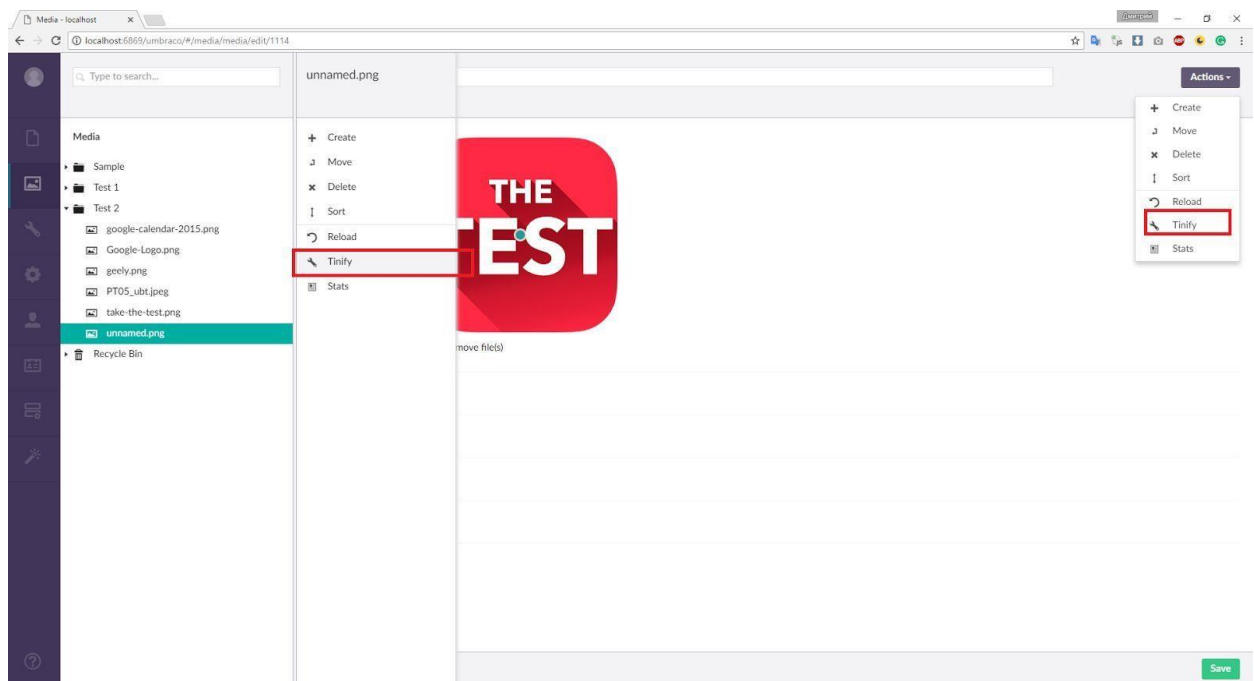 Media - localhost
Дмитрий
localhost:6869/umbraco/#/media/media/edit/1114
Type to search...
unnamed.png
Actions
Media
Sample
Test 1
Test 2
google-calendar-2015.png
Google-Logo.png
geely.png
PT05_ubt.jpeg
take-the-test.png
unnamed.png
Recycle Bin
Create
Move
Delete
Sort
Reload
Tinify
Stats
THE
TEST
move file(s)
Create
Move
Delete
Sort
Reload
Tinify
Stats
Save